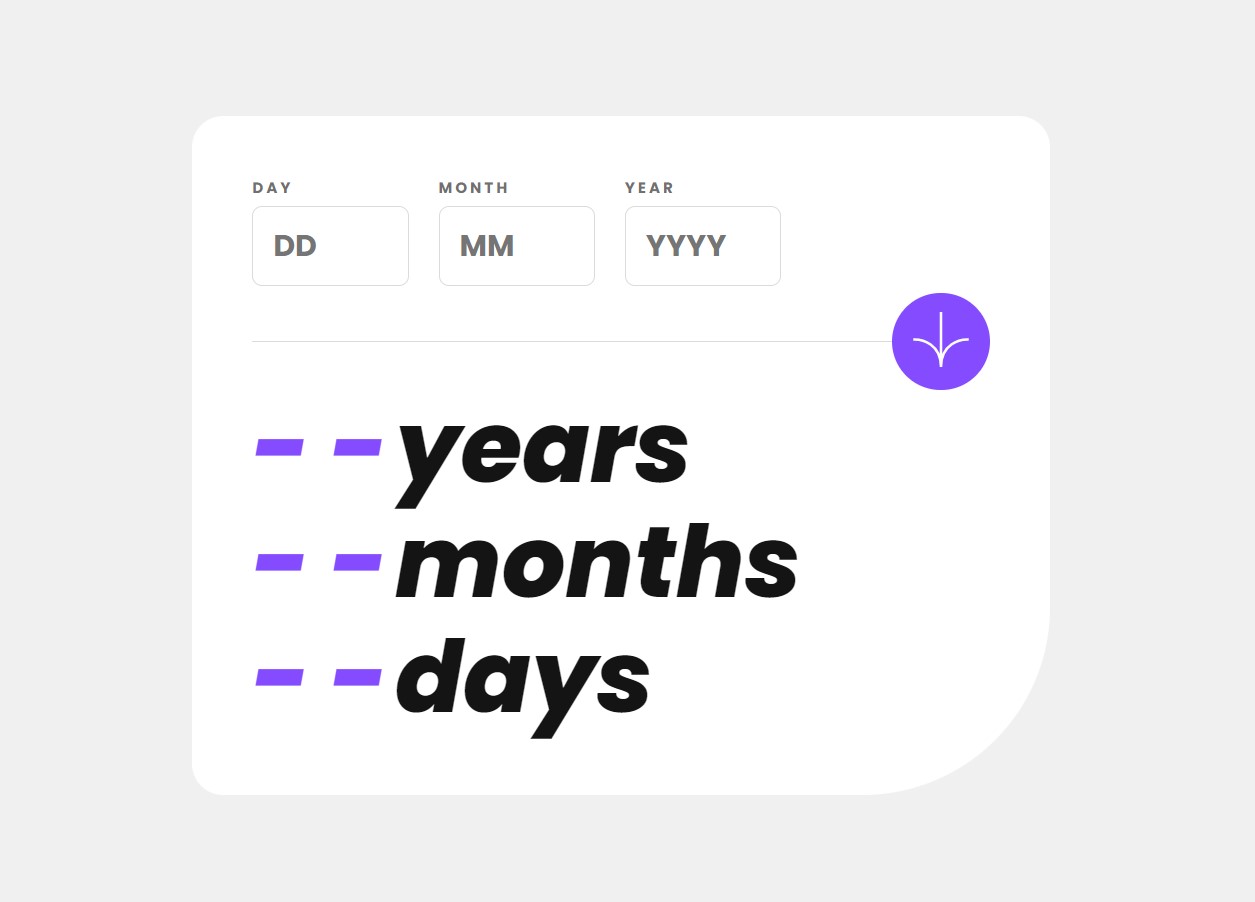 DAY MONTH YEAR
DD MM YYYY
- - years
- - months
- - days